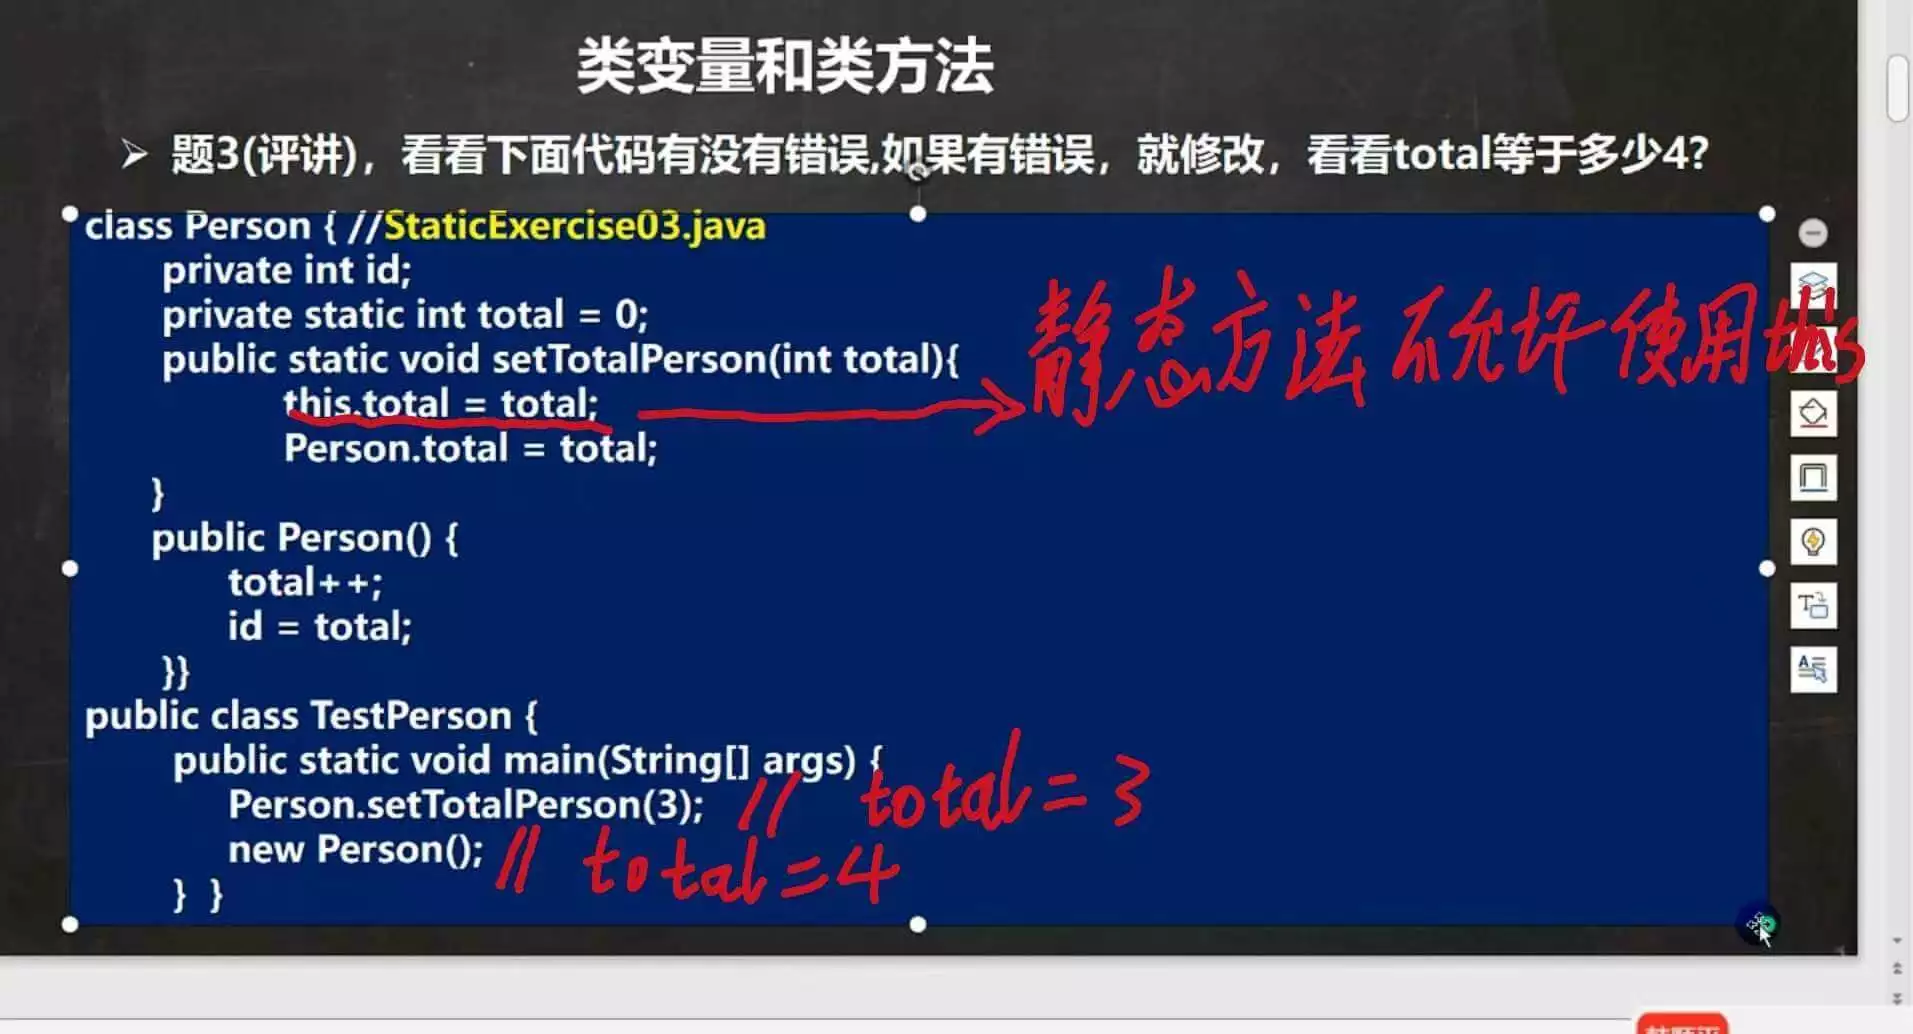 类变量和类方法
➢ 题3(评讲)，看看下面代码有没有错误,如果有错误，就修改，看看total等于多少4?
class Person { //StaticExercise03.java
private int id;
private static int total = 0;
public static void setTotalPerson(int total){
this.total = total; 静态方法不允许使用this
Person.total = total;
}
public Person() {
total++;
id = total;
}}
public class TestPerson {
public static void main(String[] args) {
Person.setTotalPerson(3); // total=3
new Person(); // total=4
} }